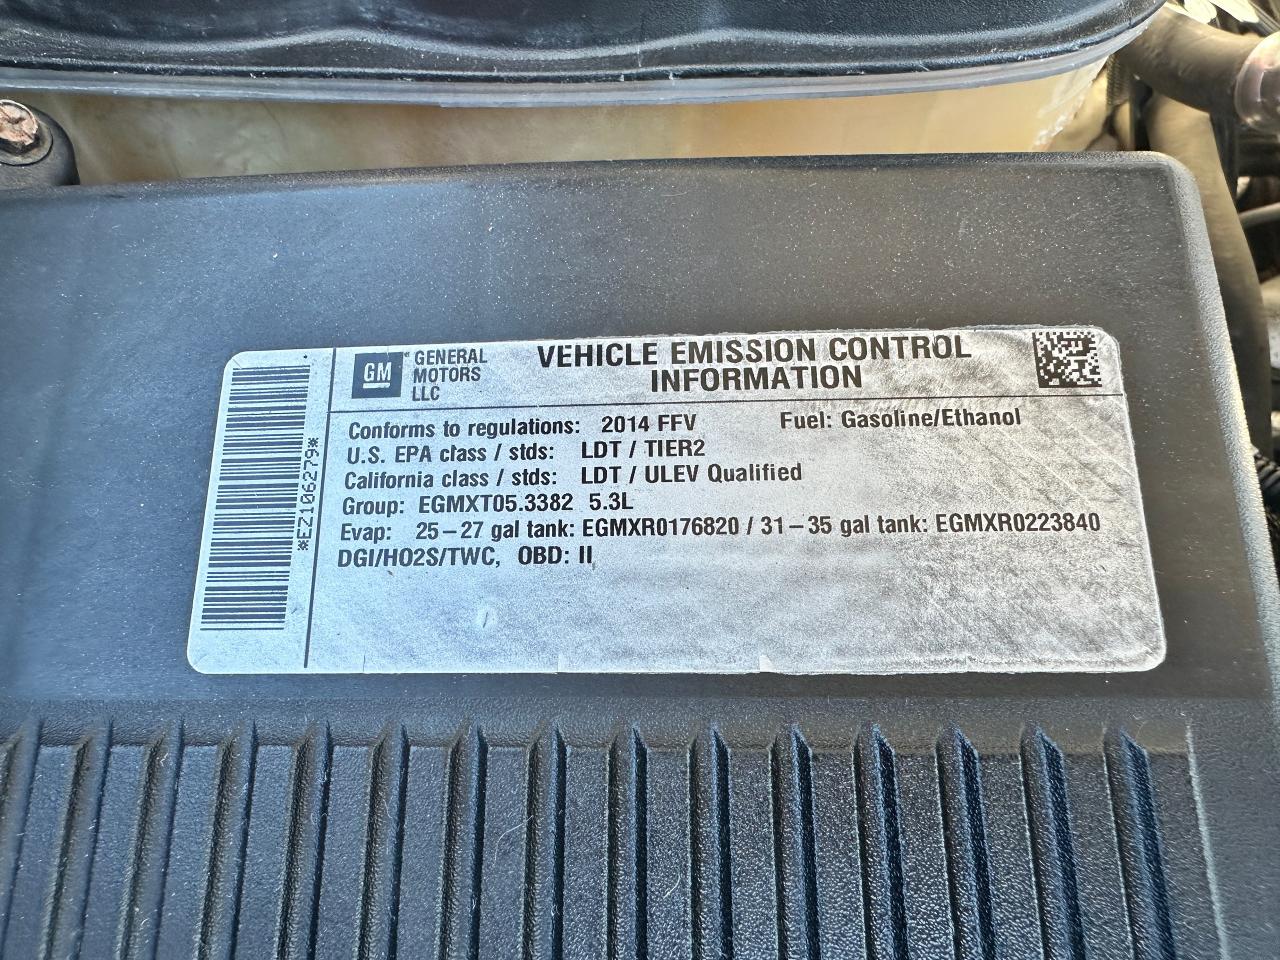 *EZ106279*
GM
GENERAL
MOTORS
LLC
VEHICLE EMISSION CONTROL
INFORMATION
Conforms to regulations: 2014 FFV Fuel: Gasoline/Ethanol
U.S. EPA class / stds: LDT / TIER2
California class / stds: LDT / ULEV Qualified
Group: EGMXT05.3382 5.3L
Evap: 25-27 gal tank: EGMXR0176820 / 31-35 gal tank: EGMXR0223840
DGI/HO2S/TWC, OBD: II